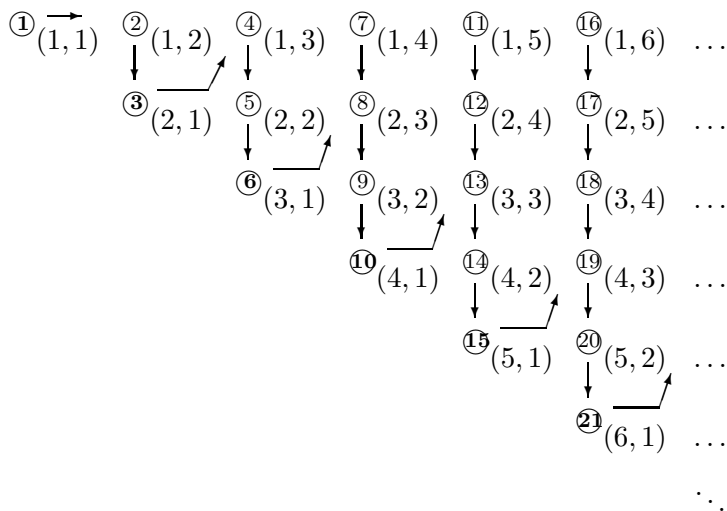 ① (1, 1) ② (1, 2) ④ (1, 3) ⑦ (1, 4) ⑪ (1, 5) ⑯ (1, 6) ...
③ (2, 1) ⑤ (2, 2) ⑧ (2, 3) ⑫ (2, 4) ⑰ (2, 5) ...
⑥ (3, 1) ⑨ (3, 2) ⑬ (3, 3) ⑱ (3, 4) ...
⑩ (4, 1) ⑭ (4, 2) ⑲ (4, 3) ...
⑮ (5, 1) ⑳ (5, 2) ...
㉑ (6, 1) ...
⋱